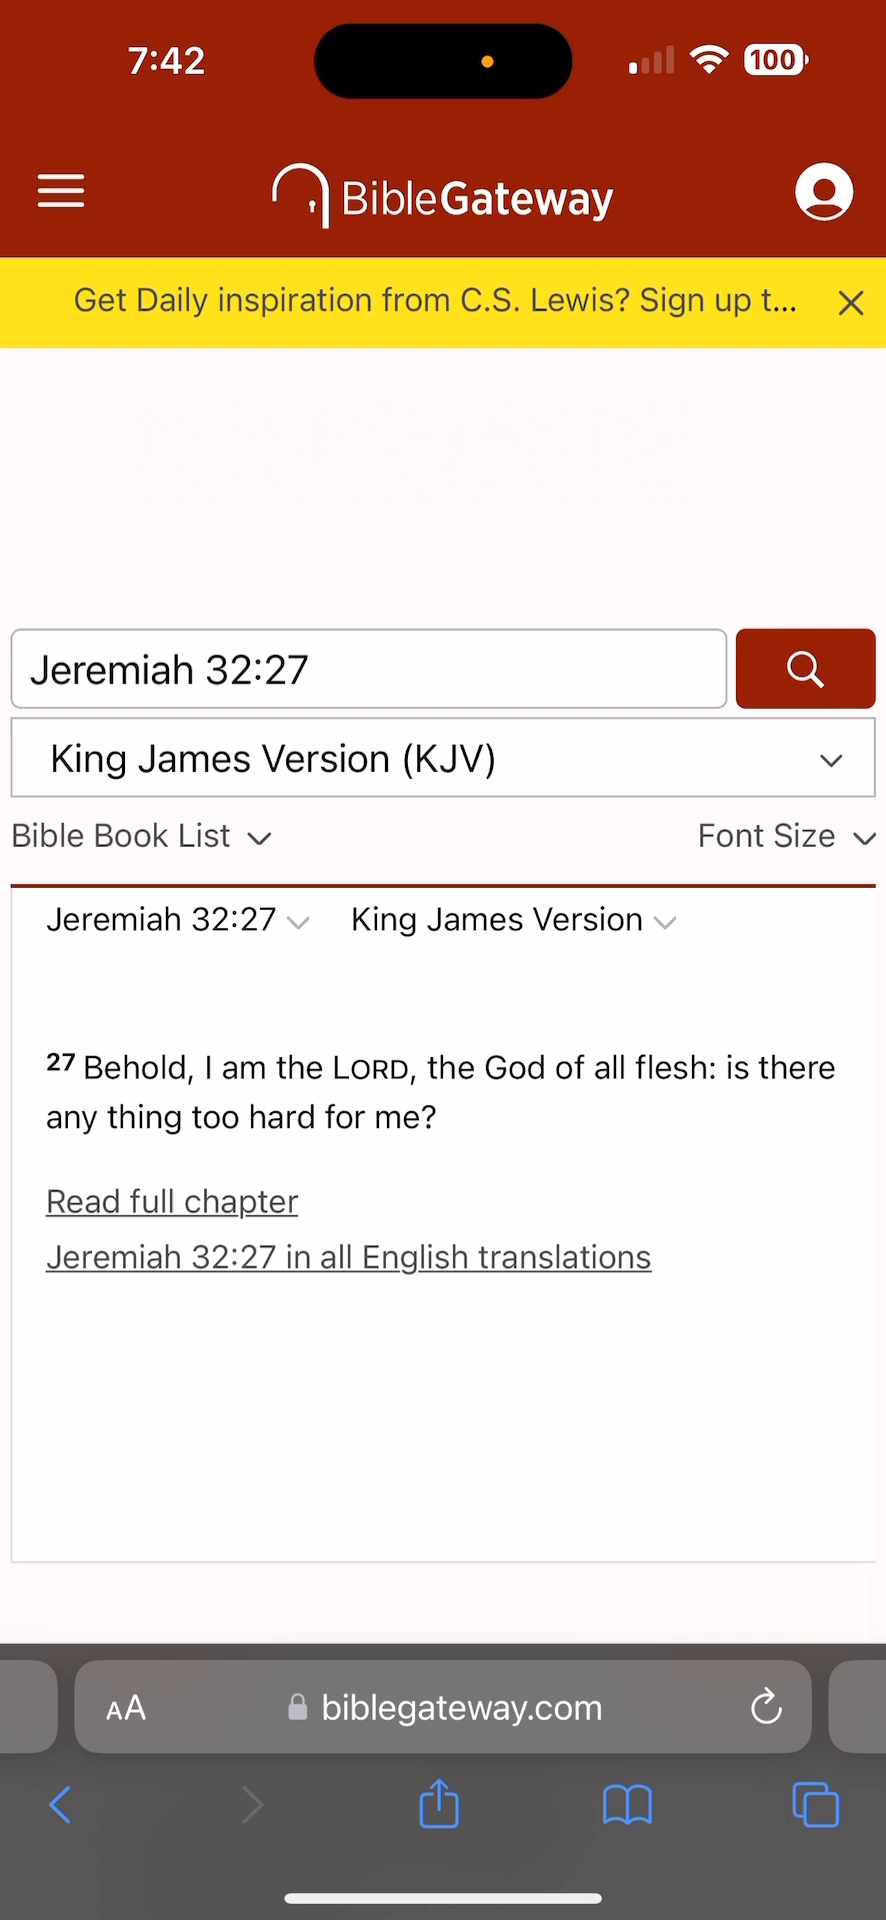 7:42
100
BibleGateway
Get Daily inspiration from C.S. Lewis? Sign up t...
Jeremiah 32:27
King James Version (KJV)
Bible Book List
Font Size
Jeremiah 32:27
King James Version
27 Behold, I am the LORD, the God of all flesh: is there
any thing too hard for me?
Read full chapter
Jeremiah 32:27 in all English translations
AA
biblegateway.com